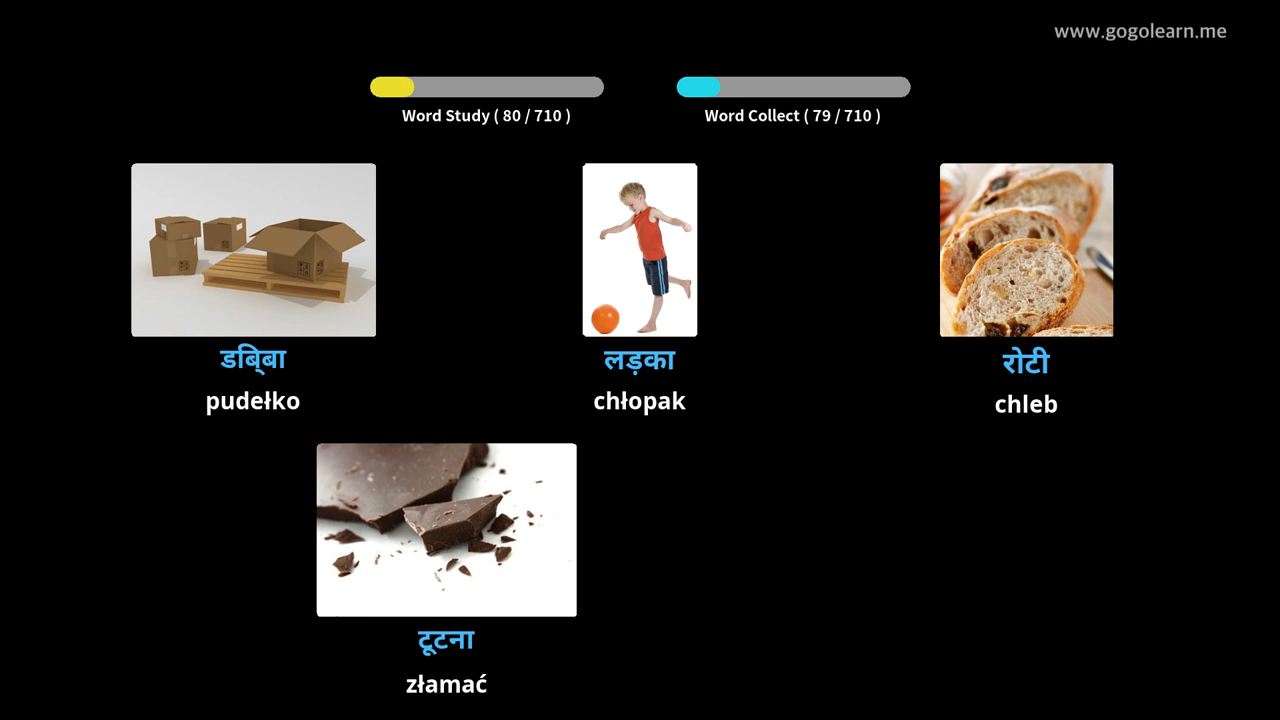 www.gogolearn.me
Word Study ( 80 / 710 )
Word Collect ( 79 / 710 )
डबि्बा
pudełko
लड़का
chłopak
रोटी
chleb
टूटना
złamać